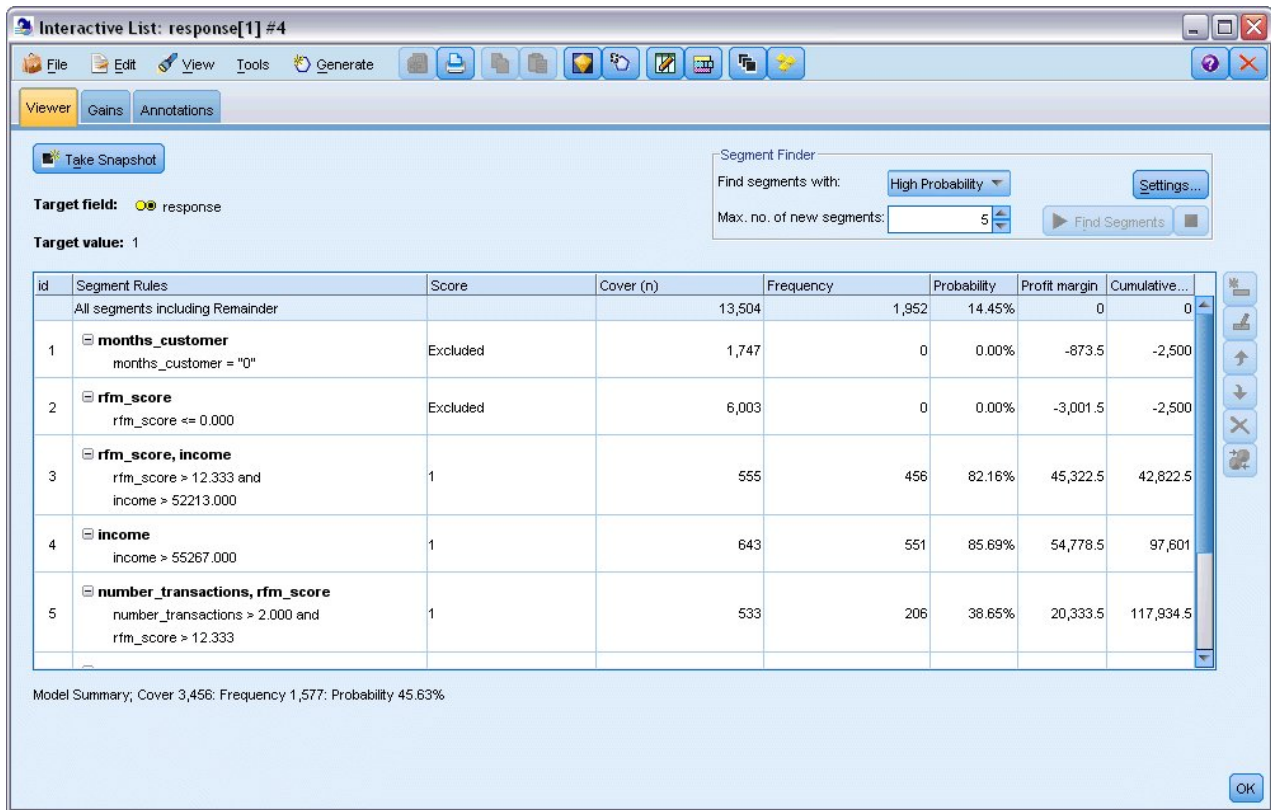 Interactive List: response[1] #4
File Edit View Tools Generate
Viewer Gains Annotations
Take Snapshot
Segment Finder
Find segments with: High Probability Settings...
Target field: response
Max. no. of new segments: 5 Find Segments
Target value: 1
id Segment Rules Score Cover (n) Frequency Probability Profit margin Cumulative...
All segments including Remainder 13,504 1,952 14.45% 0 0
1 months_customer Excluded 1,747 0 0.00% -873.5 -2,500
months_customer = "0"
2 rfm_score Excluded 6,003 0 0.00% -3,001.5 -2,500
rfm_score <= 0.000
3 rfm_score, income 1 555 456 82.16% 45,322.5 42,822.5
rfm_score > 12.333 and
income > 52213.000
4 income 1 643 551 85.69% 54,778.5 97,601
income > 55267.000
5 number_transactions, rfm_score 1 533 206 38.65% 20,333.5 117,934.5
number_transactions > 2.000 and
rfm_score > 12.333
Model Summary; Cover 3,456: Frequency 1,577: Probability 45.63%
OK